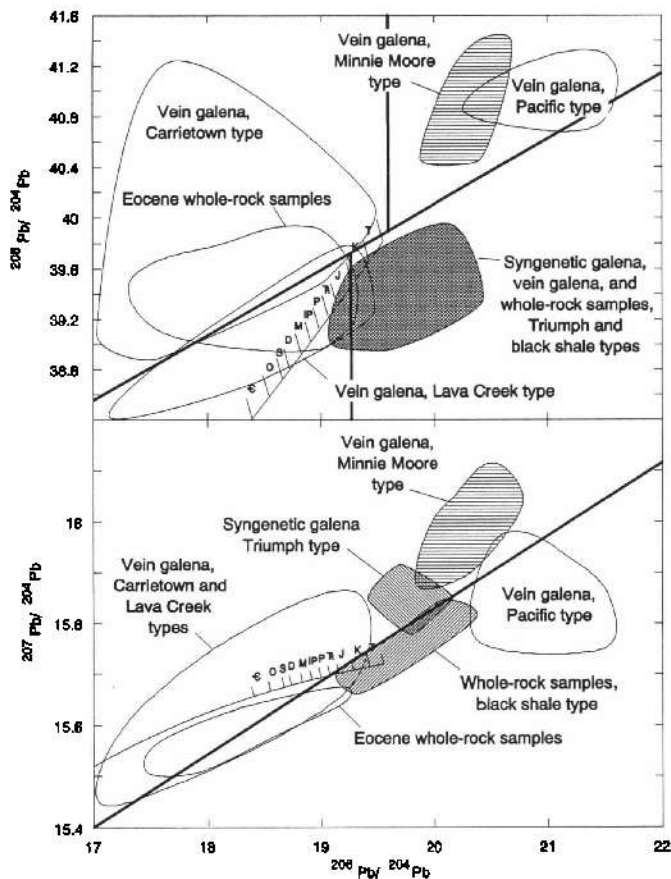 41.6
41.2
40.8
40.4
40
39.6
39.2
38.8
208Pb/ 204Pb
Vein galena,
Minnie Moore
type
Vein galena,
Pacific type
Vein galena,
Carrietown type
Eocene whole-rock samples
Syngenetic galena,
vein galena, and
whole-rock samples,
Triumph and
black shale types
Vein galena, Lava Creek type
T
K
J
T
P
IP
M
D
S
O
Є
18
15.8
15.6
15.4
207Pb/ 204Pb
Vein galena,
Minnie Moore
type
Syngenetic galena
Triumph type
Vein galena,
Carrietown and
Lava Creek
types
Vein galena,
Pacific type
Whole-rock samples,
black shale type
Eocene whole-rock samples
Є O S D M IP P T J K T
17 18 19 20 21 22
206Pb/ 204Pb